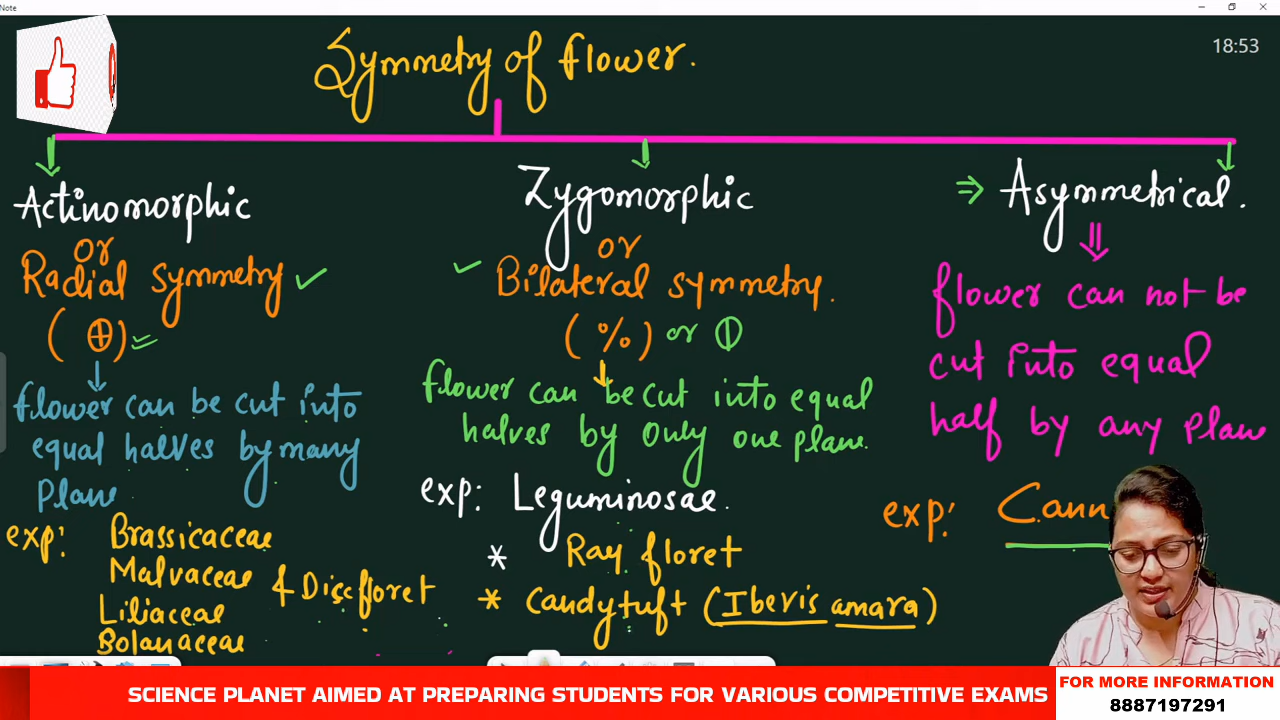 Note
18:53
Symmetry of flower.
Actinomorphic
or
Radial symmetry
( ⊕ )
flower can be cut into
equal halves by many
Plane
exp: Brassicaceae
Malvaceae & Disc floret
Liliaceae
Solanaceae
Zygomorphic
or
Bilateral symmetry.
( % ) or ⏀
flower can be cut into equal
halves by only one plane.
exp: Leguminosae.
* Ray floret
* Candytuft (Iberis amara)
⇒ Asymmetrical.
flower can not be
cut into equal
half by any plane
exp: Cann
SCIENCE PLANET AIMED AT PREPARING STUDENTS FOR VARIOUS COMPETITIVE EXAMS
FOR MORE INFORMATION
8887197291